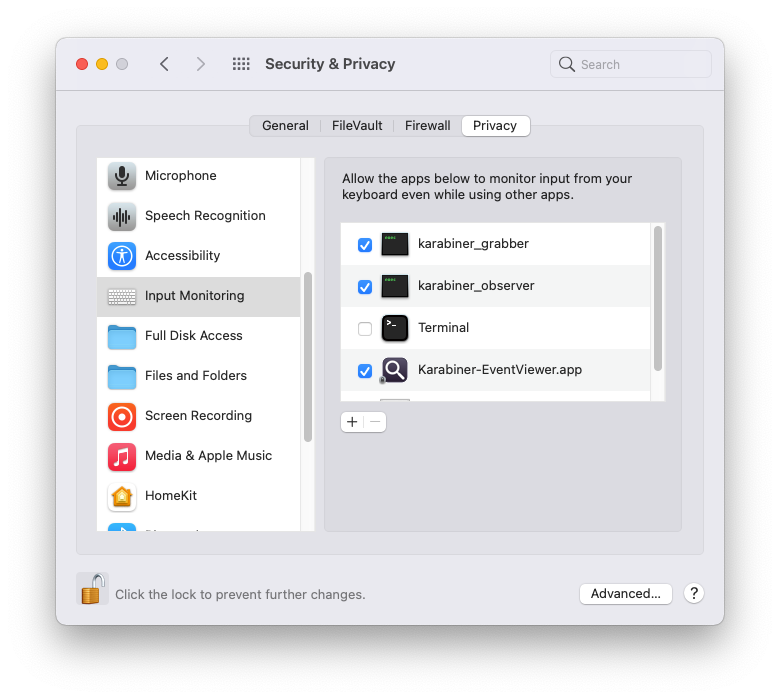 Security & Privacy
Search
General
FileVault
Firewall
Privacy
Microphone
Speech Recognition
Accessibility
Input Monitoring
Full Disk Access
Files and Folders
Screen Recording
Media & Apple Music
HomeKit
Allow the apps below to monitor input from your
keyboard even while using other apps.
karabiner_grabber
karabiner_observer
Terminal
Karabiner-EventViewer.app
Click the lock to prevent further changes.
Advanced...
?